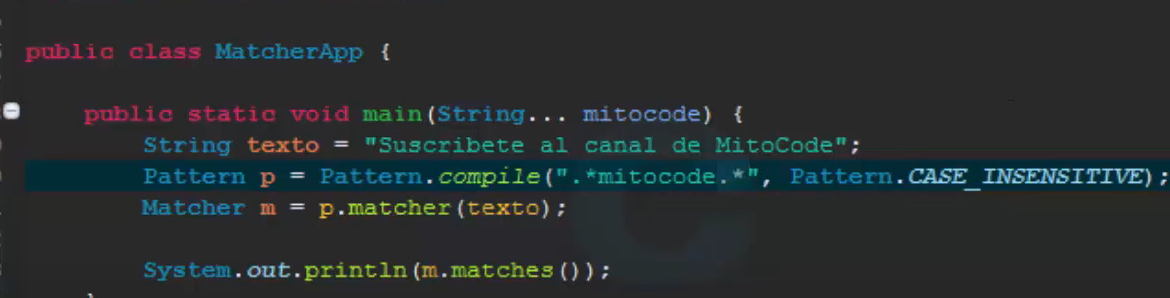 public class MatcherApp {
public static void main(String... mitocode) {
String texto = "Suscribete al canal de MitoCode";
Pattern p = Pattern.compile(".*mitocode.*", Pattern.CASE_INSENSITIVE);
Matcher m = p.matcher(texto);
System.out.println(m.matches());